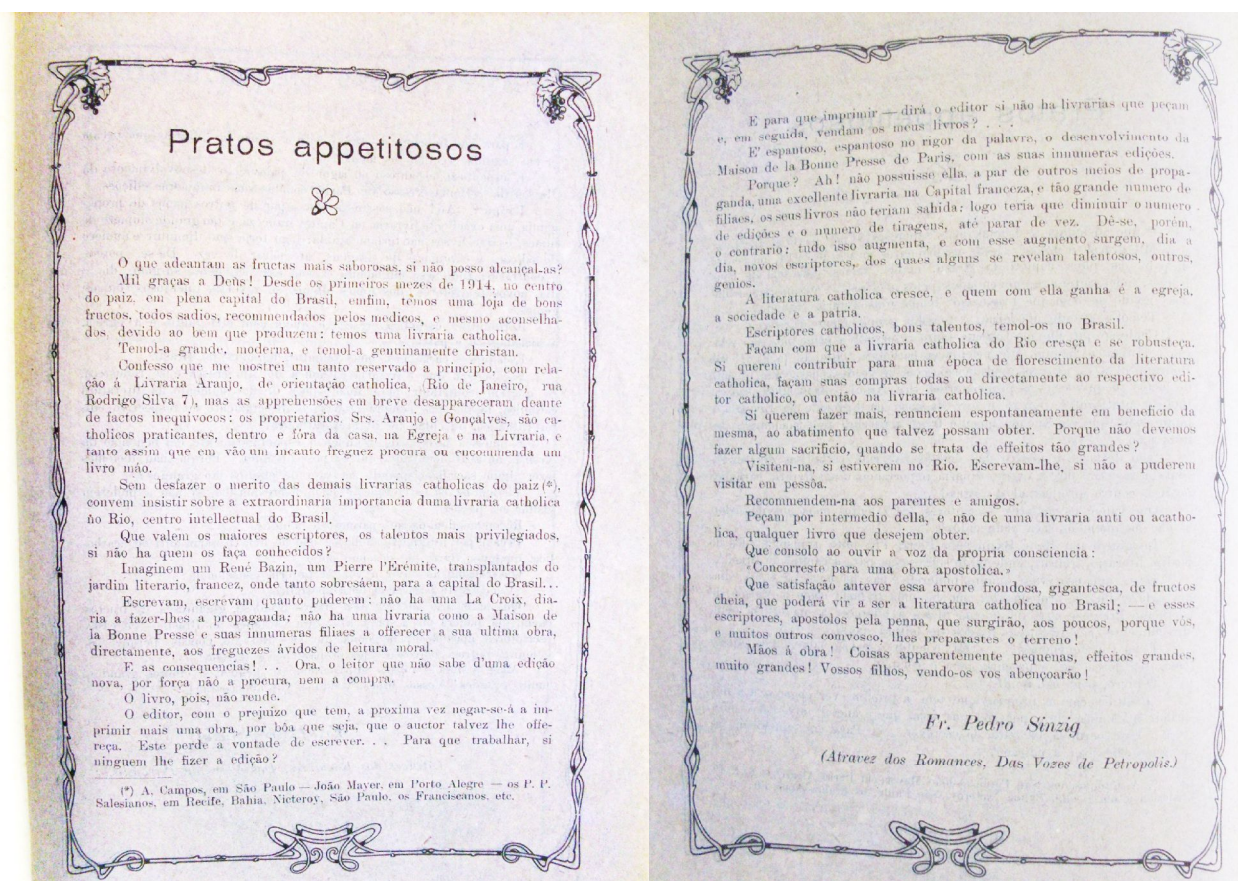 Pratos appetitosos
O que adeantam as fructas mais saborosas, si não posso alcançal-as?
Mil graças a Deus! Desde os primeiros mezes de 1914, no centro
do paiz, em plena capital do Brasil, emfim, temos uma loja de bons
fructos, todos sadios, recommendados pelos medicos, e mesmo aconselha-
dos, devido ao bem que produzem: temos uma livraria catholica.
Temol-a grande, moderna, e temol-a genuinamente christan.
Confesso que me mostrei um tanto reservado a principio, com rela-
ção á Livraria Araujo, de orientação catholica, (Rio de Janeiro, rua
Rodrigo Silva 7), mas as apprehensões em breve desappareceram deante
de factos inequivocos: os proprietarios, Srs. Araujo e Gonçalves, são ca-
tholicos praticantes, dentro e fóra da casa, na Egreja e na Livraria, e
tanto assim que em vão um incauto freguez procura ou encommenda um
livro máo.
Sem desfazer o merito das demais livrarias catholicas do paiz (*),
convem insistir sobre a extraordinaria importancia duma livraria catholica
no Rio, centro intellectual do Brasil.
Que valem os maiores escriptores, os talentos mais privilegiados,
si não ha quem os faça conhecidos?
Imaginem um René Bazin, um Pierre l'Erémite, transplantados do
jardim literario, francez, onde tanto sobresáem, para a capital do Brasil...
Escrevam, escrevam quanto puderem: não ha uma La Croix, dia-
ria a fazer-lhes a propaganda; não ha uma livraria como a Maison de
la Bonne Presse e suas innumeras filiaes a offerecer a sua ultima obra,
directamente, aos freguezes ávidos de leitura moral.
E as consequencias! . . Ora, o leitor que não sabe d'uma edição
nova, por força não a procura, nem a compra.
O livro, pois, não rende.
O editor, com o prejuizo que tem, a proxima vez negar-se-á a im-
primir mais uma obra, por bôa que seja, que o auctor talvez lhe offe-
reça. Este perde a vontade de escrever. . . Para que trabalhar, si
ninguem lhe fizer a edição?
(*) A. Campos, em São Paulo — João Mayer, em Porto Alegre — os P. P.
Salesianos, em Recife, Bahia, Nicteroy, São Paulo, os Franciscanos, etc.
E para que imprimir — dirá o editor si não ha livrarias que peçam
e, em seguida, vendam os meus livros? . . .
E' espantoso, espantoso no rigor da palavra, o desenvolvimento da
Maison de la Bonne Presse de Paris, com as suas innumeras edições.
Porque? Ah! não possuisse ella, a par de outros meios de propa-
ganda, uma excellente livraria na Capital franceza, e tão grande numero de
filiaes, os seus livros não teriam sahida; logo teria que diminuir o numero
de edições e o numero de tiragens, até parar de vez. Dê-se, porém,
o contrario: tudo isso augmenta, e com esse augmento surgem, dia a
dia, novos escriptores, dos quaes alguns se revelam talentosos, outros,
genios.
A literatura catholica cresce, e quem com ella ganha é a egreja,
a sociedade e a patria.
Escriptores catholicos, bons talentos, temol-os no Brasil.
Façam com que a livraria catholica do Rio cresça e se robusteça.
Si querem contribuir para uma época de florescimento da literatura
catholica, façam suas compras todas ou directamente ao respectivo edi-
tor catholico, ou então na livraria catholica.
Si querem fazer mais, renunciem espontaneamente em beneficio da
mesma, ao abatimento que talvez possam obter. Porque não devemos
fazer algum sacrificio, quando se trata de effeitos tão grandes?
Visitem-na, si estiverem no Rio. Escrevam-lhe, si não a puderem
visitar em pessôa.
Recommendem-na aos parentes e amigos.
Peçam por intermedio della, e não de uma livraria anti ou acatho-
lica, qualquer livro que desejem obter.
Que consolo ao ouvir a voz da propria consciencia:
«Concorreste para uma obra apostolica.»
Que satisfação antever essa arvore frondosa, gigantesca, de fructos
cheia, que poderá vir a ser a literatura catholica no Brasil; — e esses
escriptores, apostolos pela penna, que surgirão, aos poucos, porque vós,
e muitos outros comvosco, lhes preparastes o terreno!
Mãos á obra! Coisas apparentemente pequenas, effeitos grandes,
muito grandes! Vossos filhos, vendo-os vos abençoarão!
Fr. Pedro Sinzig
(Atravez dos Romances, Das Vozes de Petropolis.)